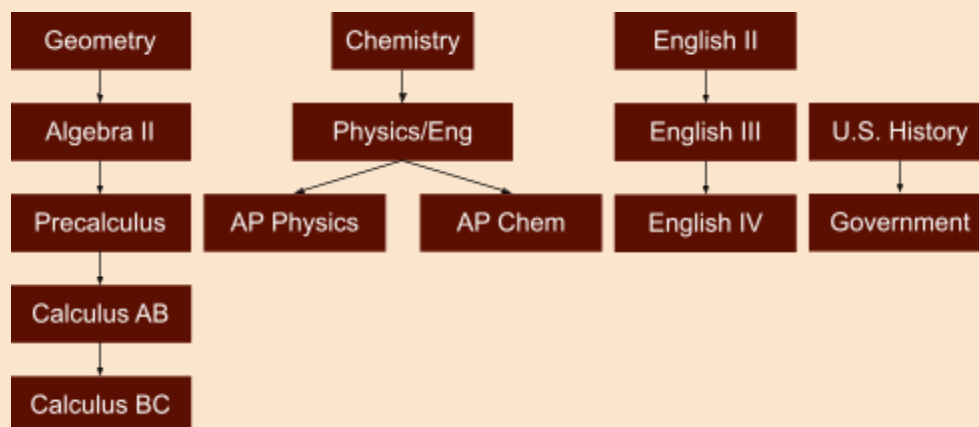 Geometry
Chemistry
English II
Algebra II
Physics/Eng
English III
U.S. History
Precalculus
AP Physics
AP Chem
English IV
Government
Calculus AB
Calculus BC